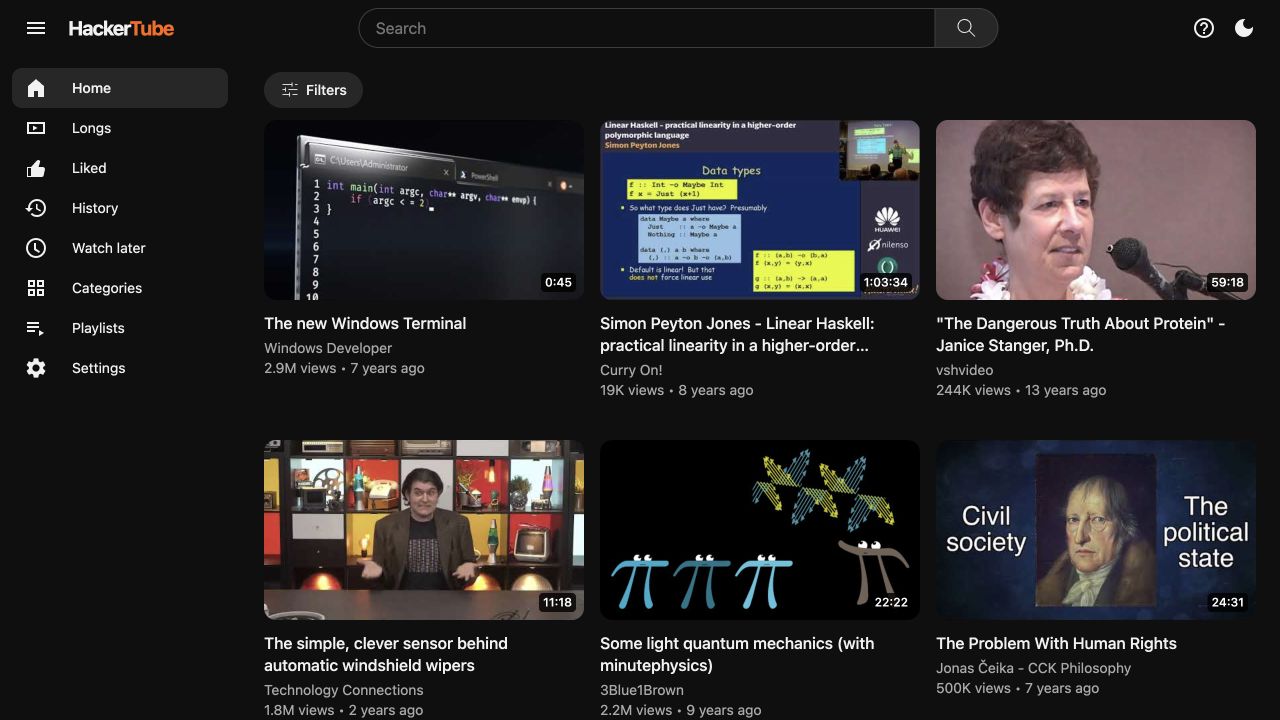 HackerTube
Search
Home
Longs
Liked
History
Watch later
Categories
Playlists
Settings
Filters
C:\Users\Administrator
PowerShell
1 int main(int argc, char** argv, char** envp) {
2 if (argc < = 2)
3 }
4
5
6
7
8
9
10
0:45
Linear Haskell – practical linearity in a higher-order
polymorphic language
Simon Peyton Jones
Data types
f :: Int -o Maybe Int
f x = Just (x+1)
So what type does Just have? Presumably
data Maybe a where
Just :: a -o Maybe a
Nothing :: Maybe a
data (,) a b where
(,) :: a -o b -o (a,b)
Default is linear! But that
does not force linear use
f :: (a,b) -o (b,a)
f (x,y) = (y,x)
g :: (a,b) -> (a,a)
g (x,y) = (x,x)
HUAWEI
nilenso
1:03:34
59:18
The new Windows Terminal
Windows Developer
2.9M views • 7 years ago
Simon Peyton Jones - Linear Haskell:
practical linearity in a higher-order...
Curry On!
19K views • 8 years ago
"The Dangerous Truth About Protein" -
Janice Stanger, Ph.D.
vshvideo
244K views • 13 years ago
11:18
22:22
Civil
society
The
political
state
24:31
The simple, clever sensor behind
automatic windshield wipers
Technology Connections
1.8M views • 2 years ago
Some light quantum mechanics (with
minutephysics)
3Blue1Brown
2.2M views • 9 years ago
The Problem With Human Rights
Jonas Čeika - CCK Philosophy
500K views • 7 years ago